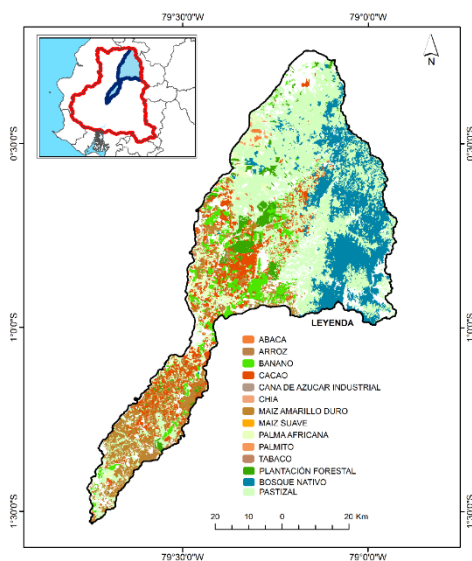 79°30'0"W 79°0'0"W
N
0°30'0"S
0°30'0"S
1°0'0"S
1°0'0"S
LEYENDA
ABACA
ARROZ
BANANO
CACAO
CANA DE AZUCAR INDUSTRIAL
CHIA
MAIZ AMARILLO DURO
MAIZ SUAVE
PALMA AFRICANA
PALMITO
TABACO
PLANTACIÓN FORESTAL
BOSQUE NATIVO
PASTIZAL
1°30'0"S
1°30'0"S
20 10 0 20 Km
79°30'0"W 79°0'0"W